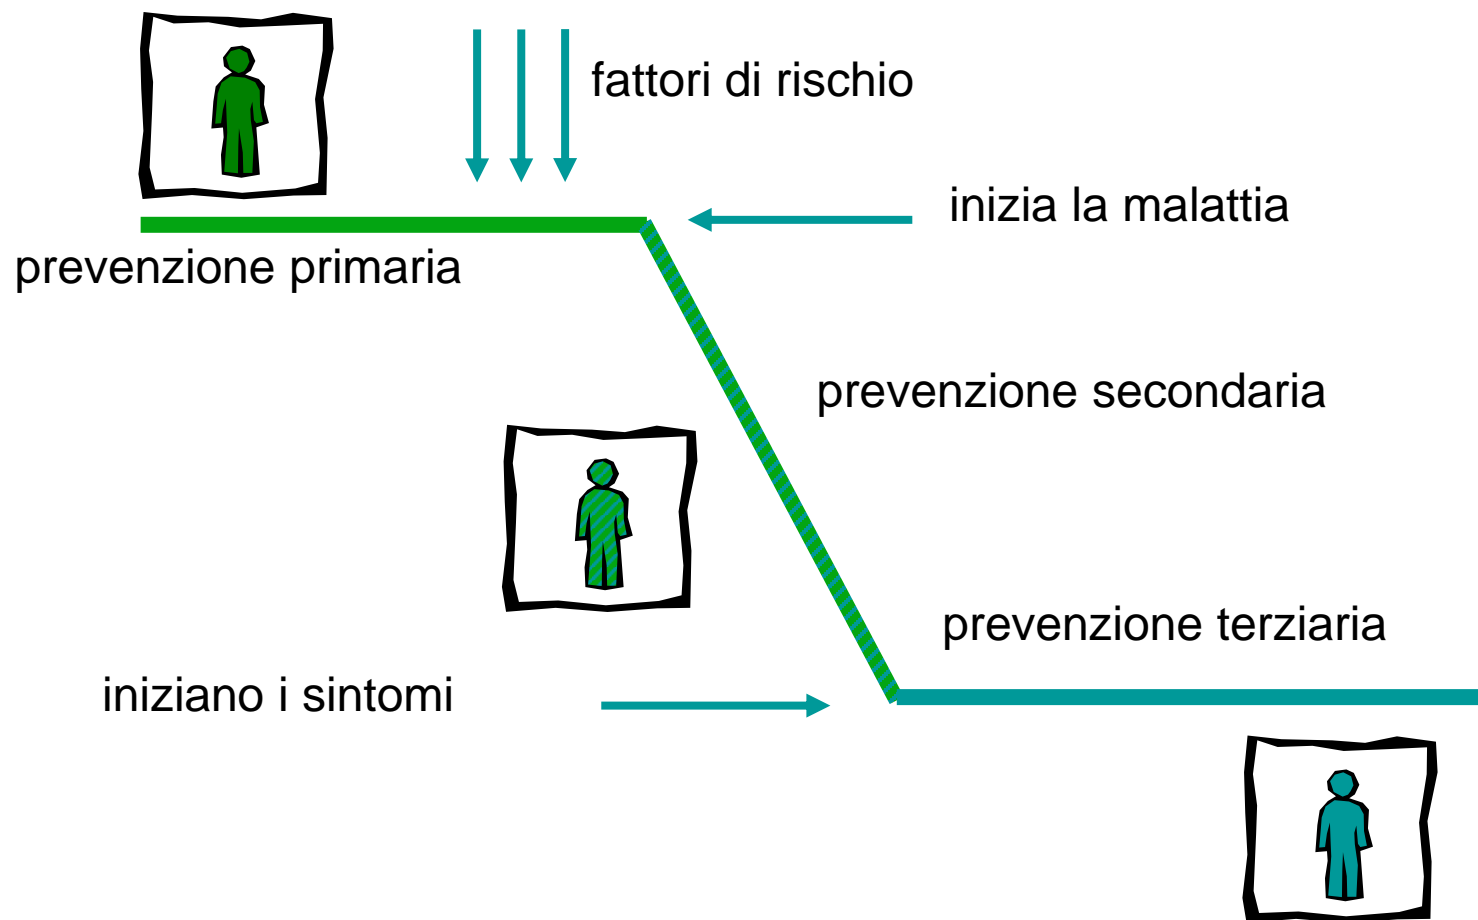 fattori di rischio
inizia la malattia
prevenzione primaria
prevenzione secondaria
prevenzione terziaria
iniziano i sintomi